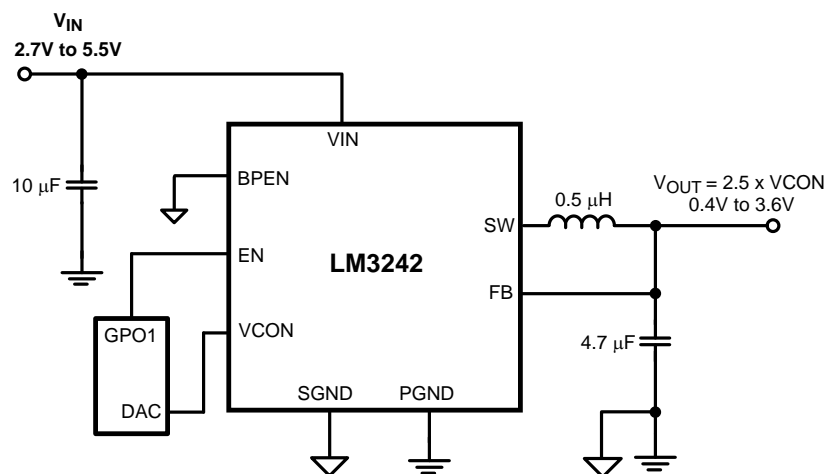 VIN
2.7V to 5.5V
10 μF
VIN
BPEN
EN
VCON
SW
FB
LM3242
SGND
PGND
GPO1
DAC
0.5 μH
VOUT = 2.5 x VCON
0.4V to 3.6V
4.7 μF